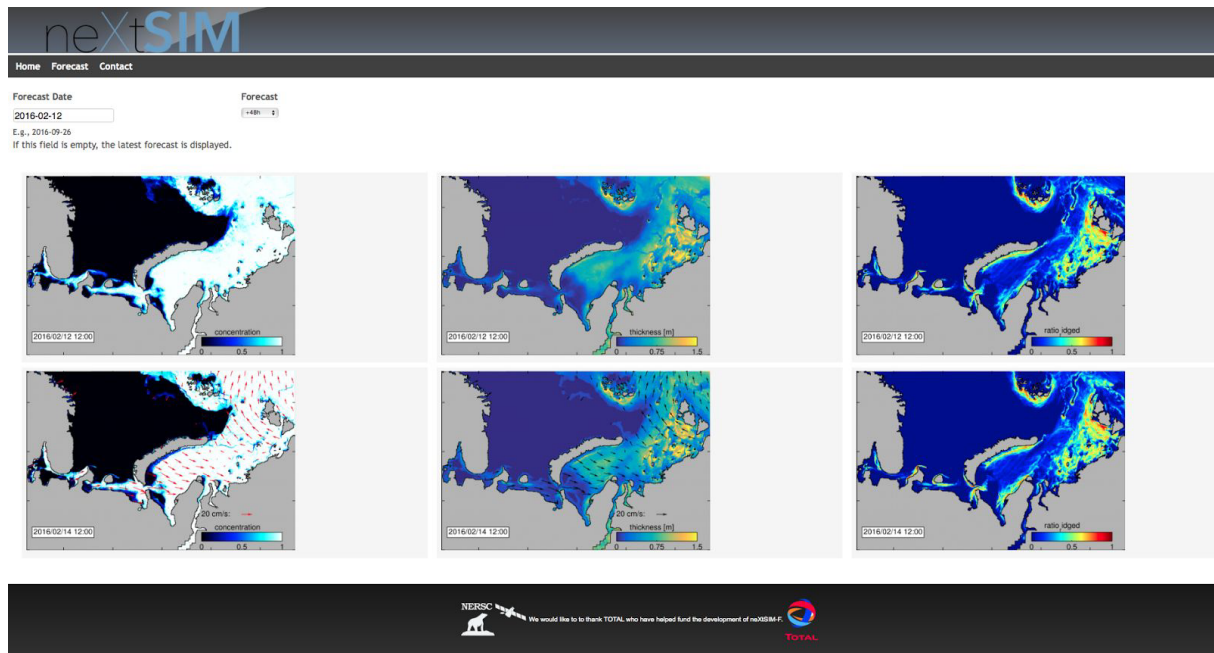 neXtSIM
Home Forecast Contact
Forecast Date Forecast
2016-02-12 +48h
E.g., 2016-09-26
If this field is empty, the latest forecast is displayed.
2016/02/12 12:00 concentration 0 0.5 1
2016/02/12 12:00 thickness [m] 0 0.75 1.5
2016/02/12 12:00 ratio_idged 0 0.5 1
2016/02/14 12:00 20 cm/s: concentration 0 0.5 1
2016/02/14 12:00 20 cm/s: thickness [m] 0 0.75 1.5
2016/02/14 12:00 ratio_idged 0 0.5 1
NERSC
We would like to to thank TOTAL who have helped fund the development of neXtSIM-F.
TOTAL